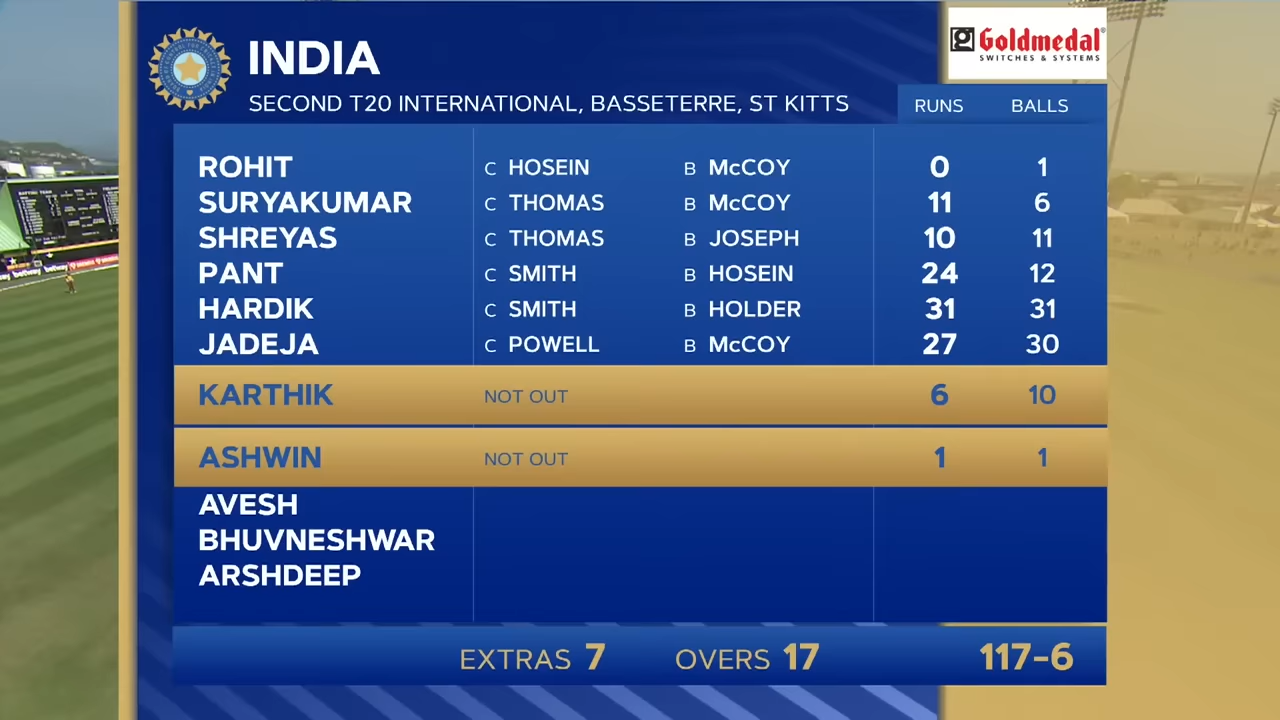 INDIA
Goldmedal
SWITCHES & SYSTEMS
SECOND T20 INTERNATIONAL, BASSETERRE, ST KITTS RUNS BALLS
ROHIT C HOSEIN B McCOY 0 1
SURYAKUMAR C THOMAS B McCOY 11 6
SHREYAS C THOMAS B JOSEPH 10 11
PANT C SMITH B HOSEIN 24 12
HARDIK C SMITH B HOLDER 31 31
JADEJA C POWELL B McCOY 27 30
KARTHIK NOT OUT 6 10
ASHWIN NOT OUT 1 1
AVESH
BHUVNESHWAR
ARSHDEEP
EXTRAS 7 OVERS 17 117-6